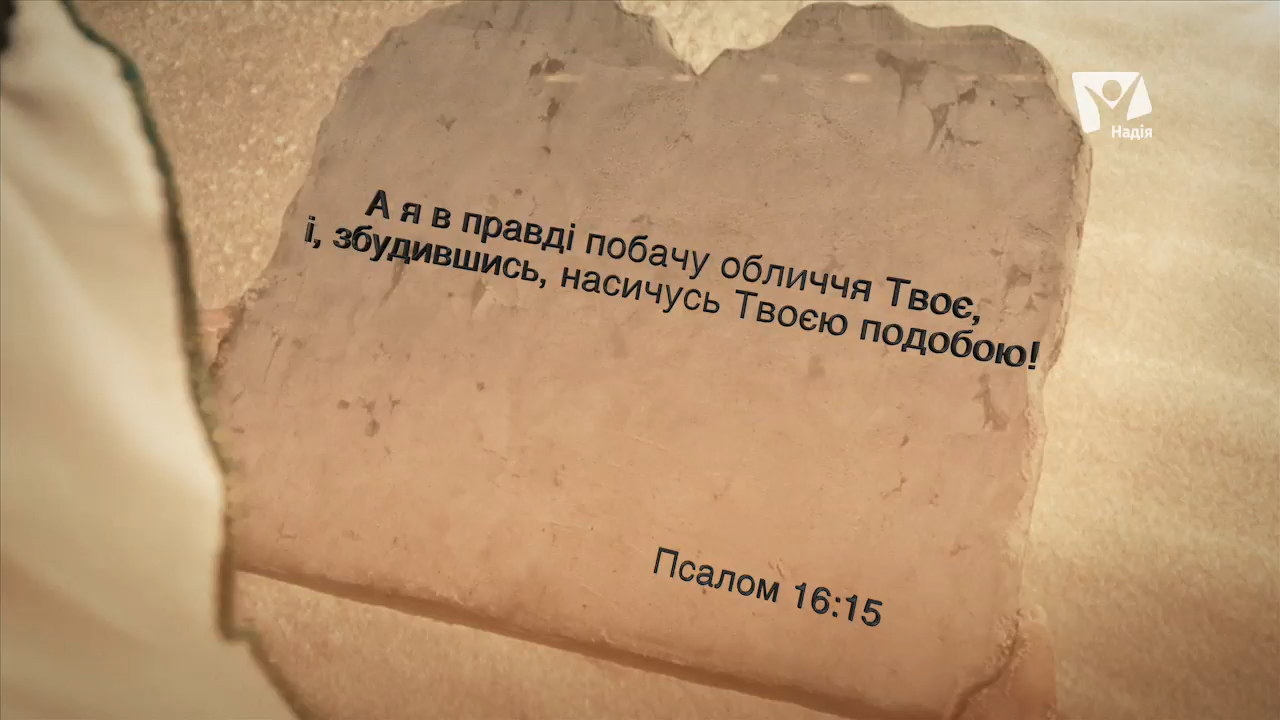 Надія
А я в правді побачу обличчя Твоє,
і, збудившись, насичусь Твоєю подобою!
Псалом 16:15